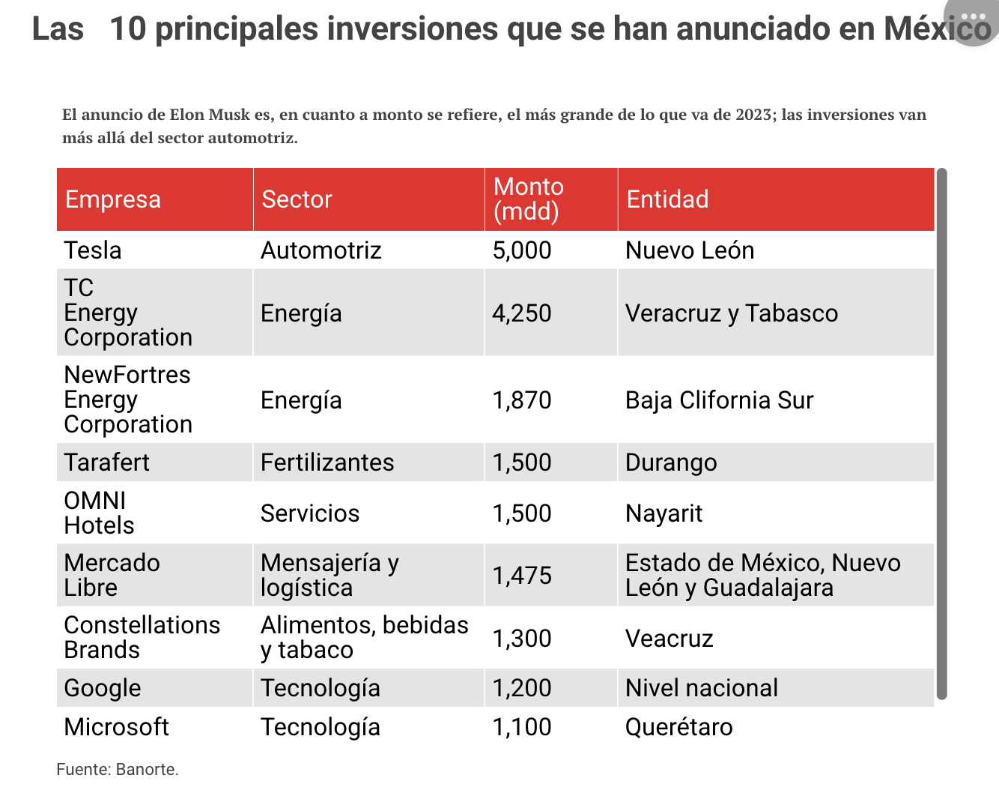 Las 10 principales inversiones que se han anunciado en México
El anuncio de Elon Musk es, en cuanto a monto se refiere, el más grande de lo que va de 2023; las inversiones van
más allá del sector automotriz.
Empresa Sector Monto (mdd) Entidad
Tesla Automotriz 5,000 Nuevo León
TC Energy Corporation Energía 4,250 Veracruz y Tabasco
NewFortres Energy Corporation Energía 1,870 Baja Clifornia Sur
Tarafert Fertilizantes 1,500 Durango
OMNI Hotels Servicios 1,500 Nayarit
Mercado Libre Mensajería y logística 1,475 Estado de México, Nuevo León y Guadalajara
Constellations Brands Alimentos, bebidas y tabaco 1,300 Veacruz
Google Tecnología 1,200 Nivel nacional
Microsoft Tecnología 1,100 Querétaro
Fuente: Banorte.